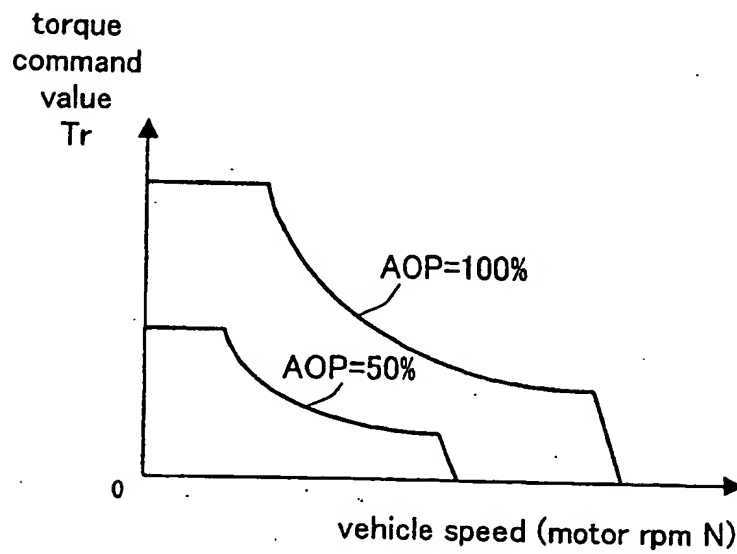 torque
command
value
Tr
AOP=100%
AOP=50%
0
vehicle speed (motor rpm N)